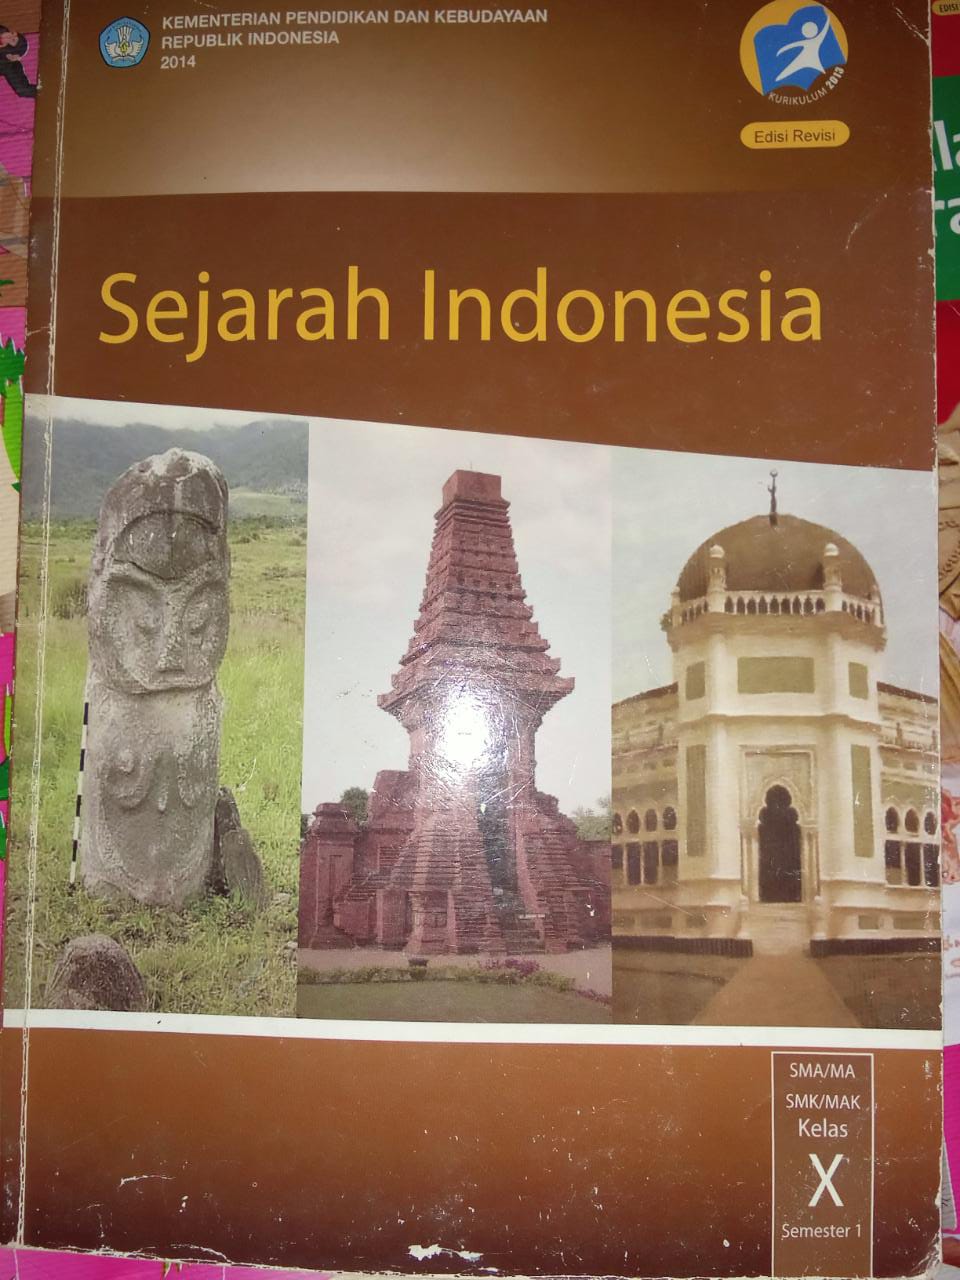 KEMENTERIAN PENDIDIKAN DAN KEBUDAYAAN
REPUBLIK INDONESIA
2014
KURIKULUM 2013
Edisi Revisi
Sejarah Indonesia
SMA/MA
SMK/MAK
Kelas
X
Semester 1
EDISI